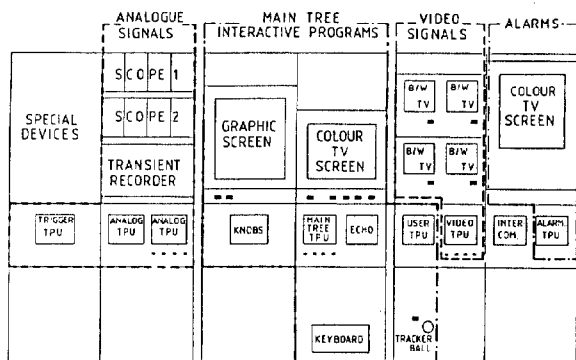 ANALOGUE
SIGNALS
MAIN TREE
INTERACTIVE PROGRAMS
VIDEO
SIGNALS
ALARMS
SPECIAL
DEVICES
SCOPE 1
SCOPE 2
TRANSIENT
RECORDER
GRAPHIC
SCREEN
COLOUR
TV
SCREEN
B/W
TV
B/W
TV
B/W
TV
B/W
TV
COLOUR
TV
SCREEN
TRIGGER
TPU
ANALOG
TPU
ANALOG
TPU
KNOBS
MAIN
TREE
TPU
ECHO
USER
TPU
VIDEO
TPU
INTER
COM.
ALARM
TPU
KEYBOARD
TRACKER
BALL